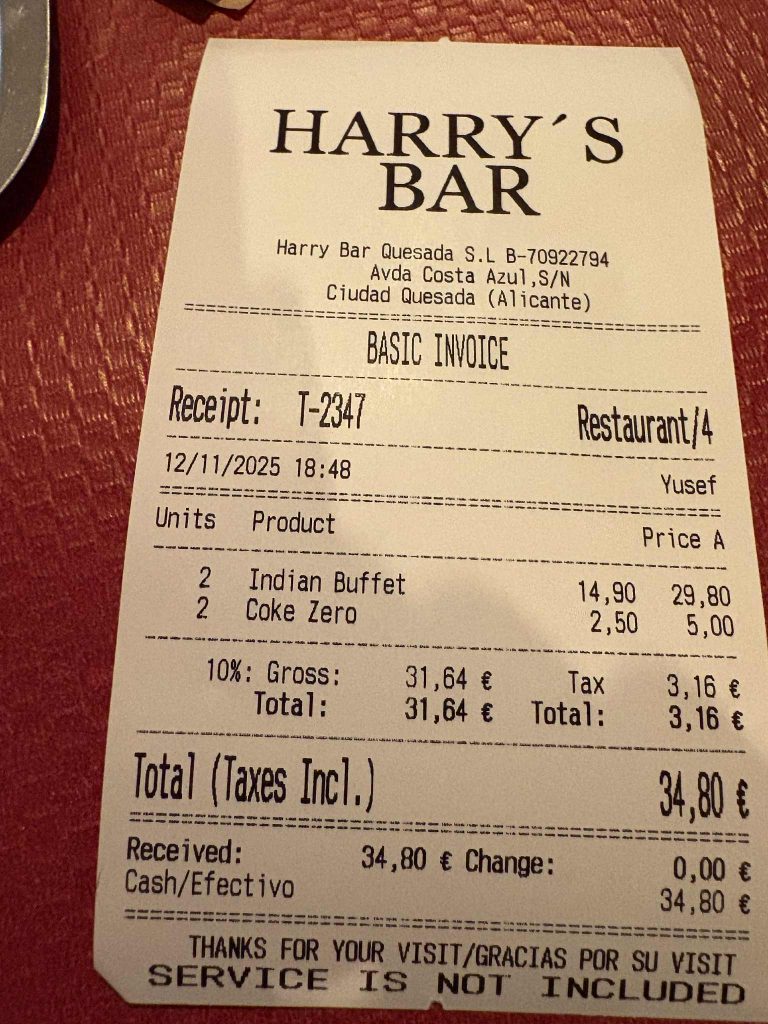 HARRY´S
BAR
Harry Bar Quesada S.L B-70922794
Avda Costa Azul,S/N
Ciudad Quesada (Alicante)
BASIC INVOICE
Receipt: T-2347 Restaurant/4
12/11/2025 18:48 Yusef
Units Product Price A
2 Indian Buffet 14,90 29,80
2 Coke Zero 2,50 5,00
10%: Gross: 31,64 € Tax 3,16 €
Total: 31,64 € Total: 3,16 €
Total (Taxes Incl.) 34,80 €
Received: 34,80 € Change: 0,00 €
Cash/Efectivo 34,80 €
THANKS FOR YOUR VISIT/GRACIAS POR SU VISIT
SERVICE IS NOT INCLUDED